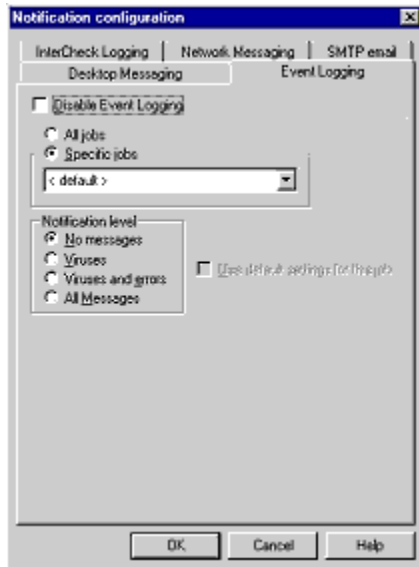 Notification configuration
InterCheck Logging
Network Messaging
SMTP email
Desktop Messaging
Event Logging
Disable Event Logging
All jobs
Specific jobs
< default >
Notification level
No messages
Viruses
Viruses and errors
All Messages
Use default settings for this job
OK
Cancel
Help